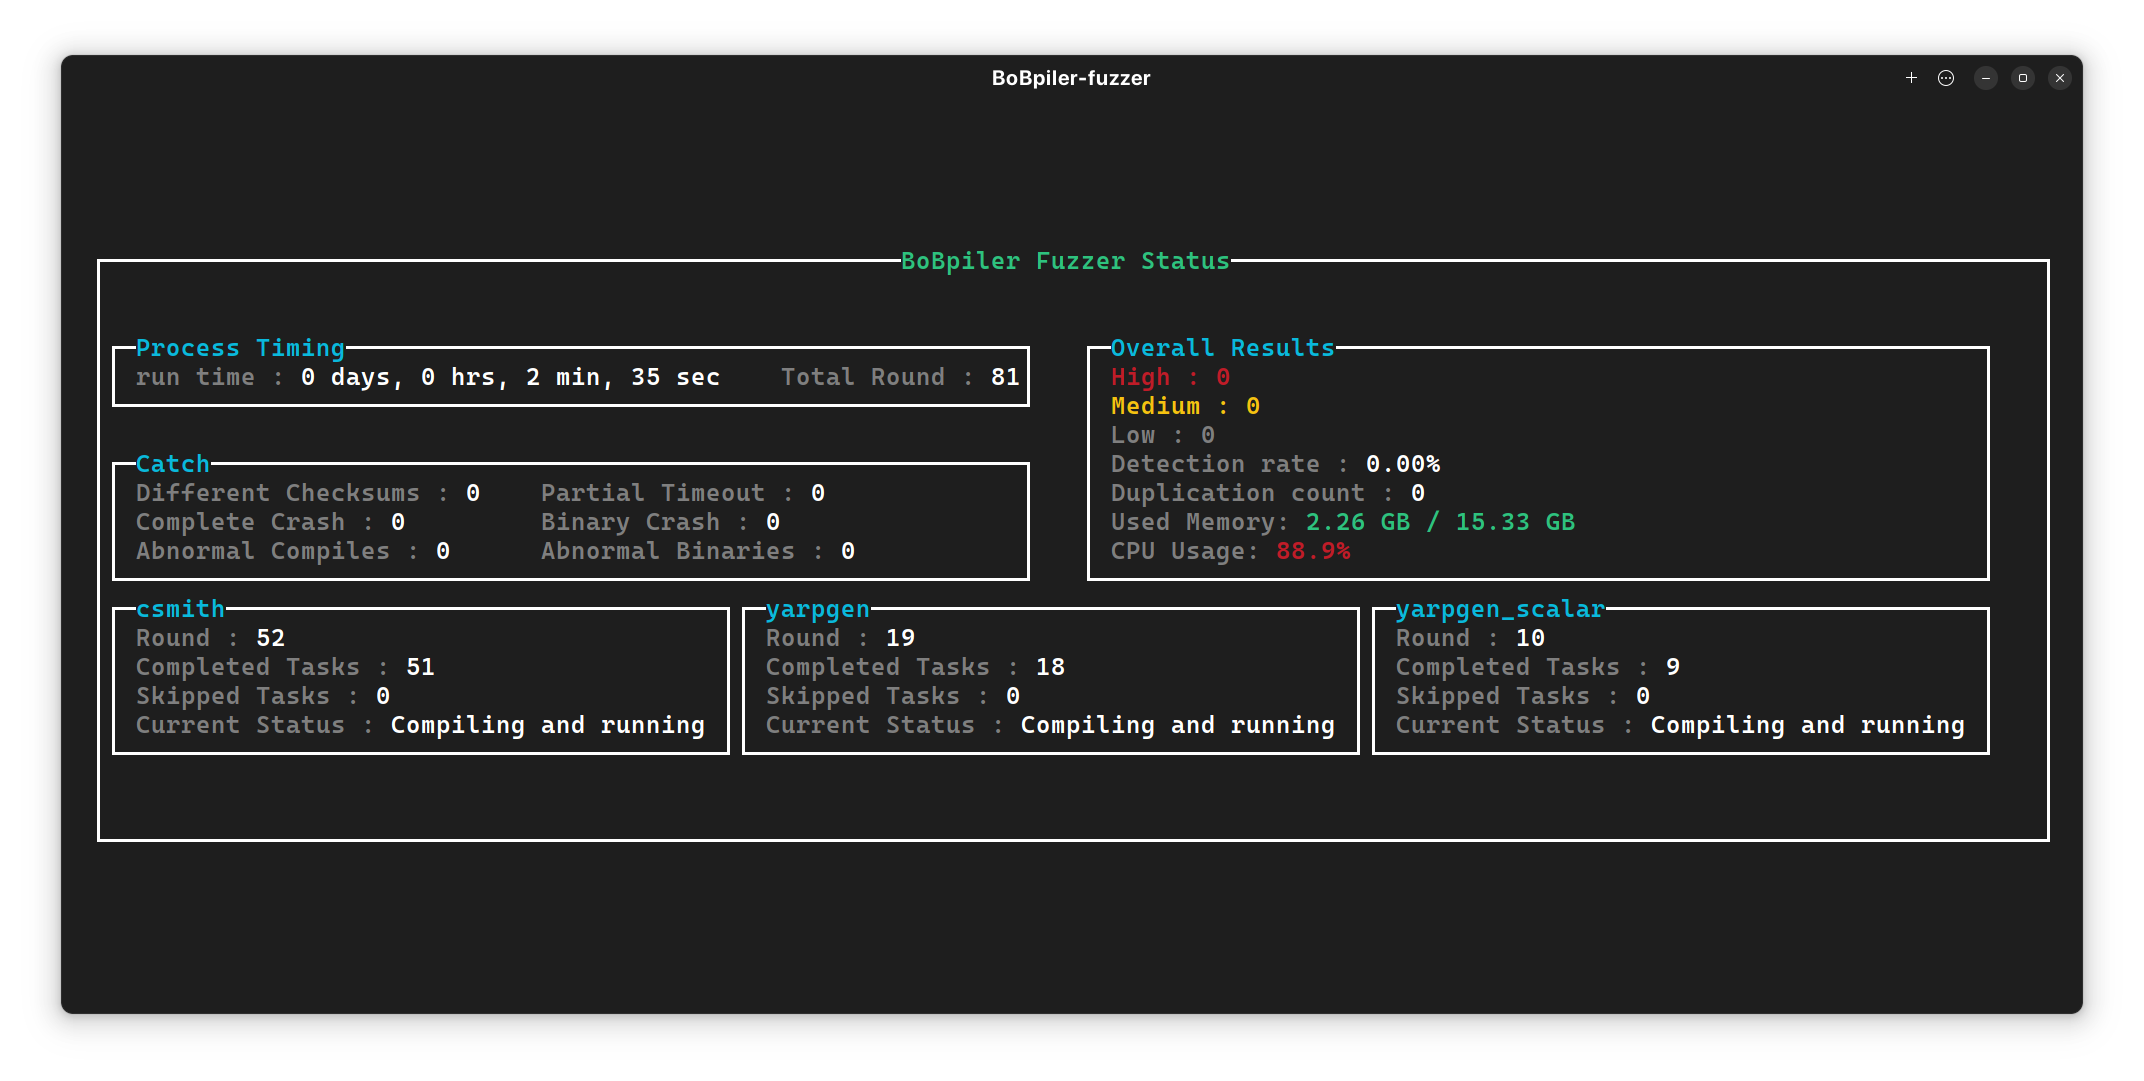 BoBpiler-fuzzer
BoBpiler Fuzzer Status
Process Timing
run time : 0 days, 0 hrs, 2 min, 35 sec    Total Round : 81
Catch
Different Checksums : 0    Partial Timeout : 0
Complete Crash : 0    Binary Crash : 0
Abnormal Compiles : 0    Abnormal Binaries : 0
Overall Results
High : 0
Medium : 0
Low : 0
Detection rate : 0.00%
Duplication count : 0
Used Memory: 2.26 GB / 15.33 GB
CPU Usage: 88.9%
csmith
Round : 52
Completed Tasks : 51
Skipped Tasks : 0
Current Status : Compiling and running
yarpgen
Round : 19
Completed Tasks : 18
Skipped Tasks : 0
Current Status : Compiling and running
yarpgen_scalar
Round : 10
Completed Tasks : 9
Skipped Tasks : 0
Current Status : Compiling and running